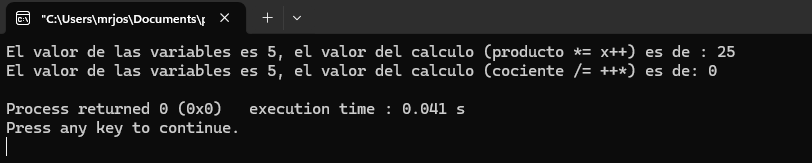 "C:\Users\mrjos\Documents\p
El valor de las variables es 5, el valor del calculo (producto *= x++) es de : 25
El valor de las variables es 5, el valor del calculo (cociente /= ++*) es de: 0
Process returned 0 (0x0)   execution time : 0.041 s
Press any key to continue.